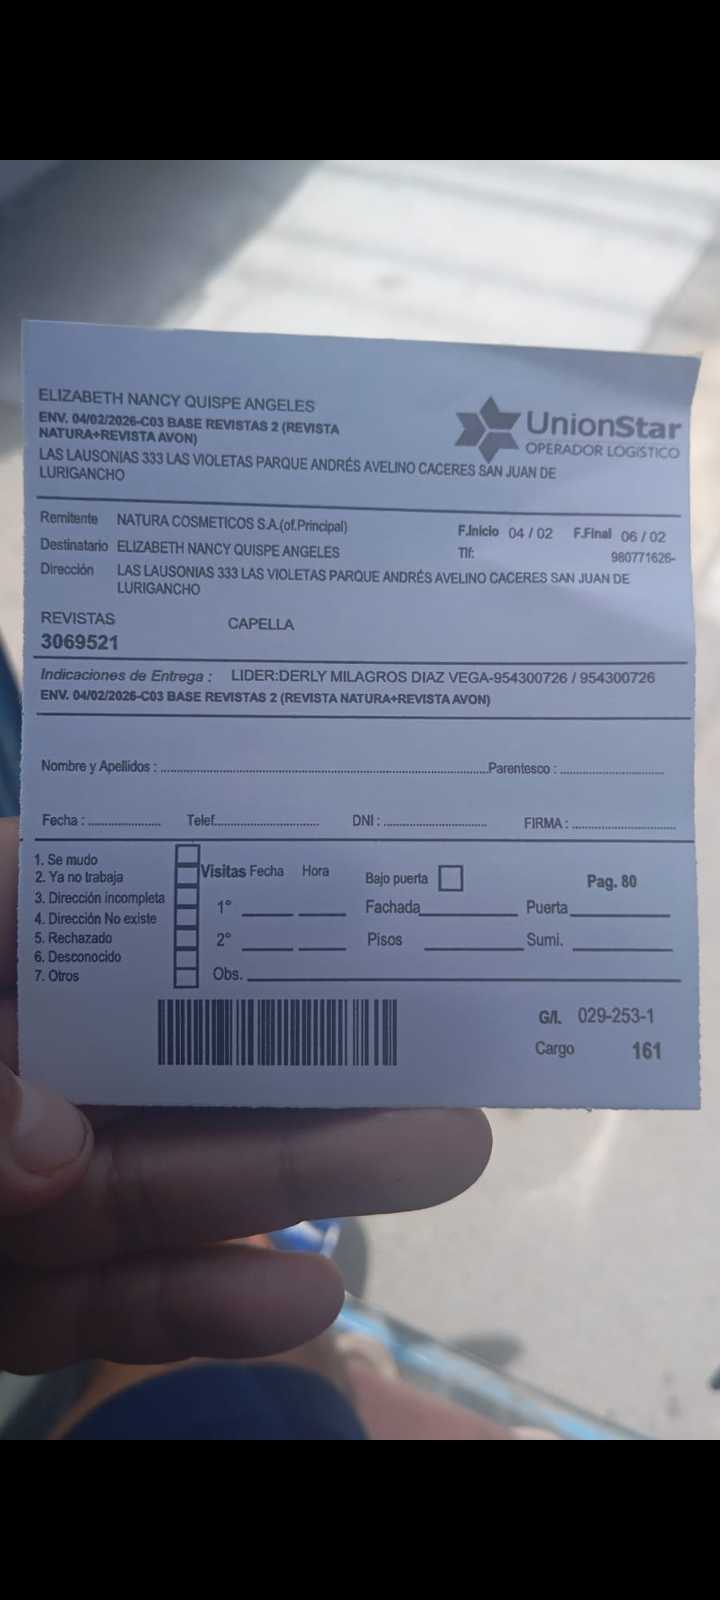 ELIZABETH NANCY QUISPE ANGELES
ENV. 04/02/2026-C03 BASE REVISTAS 2 (REVISTA
NATURA+REVISTA AVON)
UnionStar
OPERADOR LOGíSTICO
LAS LAUSONIAS 333 LAS VIOLETAS PARQUE ANDRÉS AVELINO CACERES SAN JUAN DE
LURIGANCHO
Remitente NATURA COSMETICOS S.A.(of.Principal) F.Inicio 04 / 02 F.Final 06 / 02
Destinatario ELIZABETH NANCY QUISPE ANGELES Tlf: 980771626-
Dirección LAS LAUSONIAS 333 LAS VIOLETAS PARQUE ANDRÉS AVELINO CACERES SAN JUAN DE
LURIGANCHO
REVISTAS CAPELLA
3069521
Indicaciones de Entrega : LIDER:DERLY MILAGROS DIAZ VEGA-954300726 / 954300726
ENV. 04/02/2026-C03 BASE REVISTAS 2 (REVISTA NATURA+REVISTA AVON)
Nombre y Apellidos : Parentesco :
Fecha : Telef. DNI : FIRMA :
1. Se mudo
2. Ya no trabaja
3. Dirección incompleta
4. Dirección No existe
5. Rechazado
6. Desconocido
7. Otros
Visitas Fecha Hora Bajo puerta Pag. 80
1° Fachada Puerta
2° Pisos Sumi.
Obs.
G/I. 029-253-1
Cargo 161